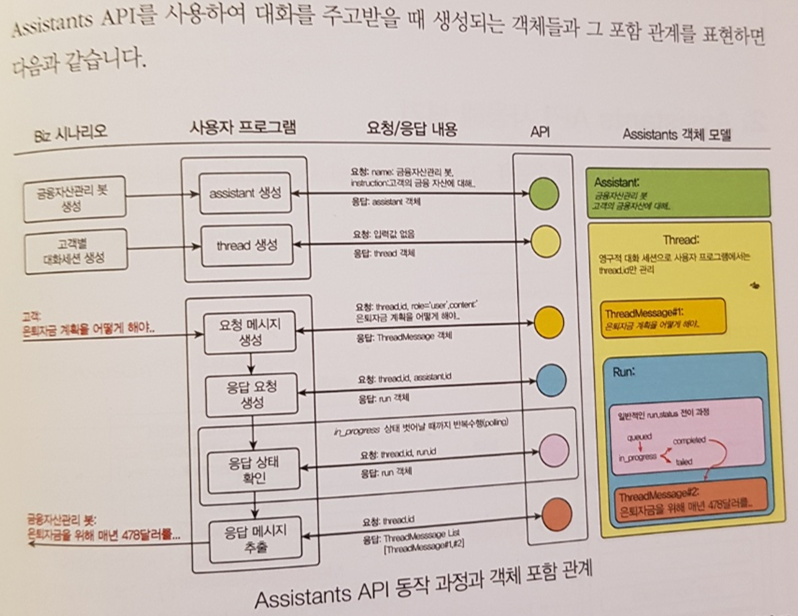 Assistants API를 사용하여 대화를 주고받을 때 생성되는 객체들과 그 포함 관계를 표현하면
다음과 같습니다.
Biz 시나리오
사용자 프로그램
요청/응답 내용
API
Assistants 객체 모델
금융자산관리 봇
생성
assistant 생성
요청: name: 금융자산관리 봇,
instruction:고객의 금융 자산에 대해..
응답: assistant 객체
Assistant:
금융자산관리 봇
고객의 금융자산에 대해..
고객별
대화세션 생성
thread 생성
요청: 입력값 없음
응답: thread 객체
Thread:
영구적 대화 세션으로 사용자 프로그램에서는
thread.id만 관리
고객:
은퇴자금 계획을 어떻게 해야..
요청 메시지
생성
요청: thread.id, role='user',content:'
은퇴자금 계획을 어떻게 해야..
응답: ThreadMessage 객체
ThreadMessage#1:
은퇴자금 계획을 어떻게 해야..
응답 요청
생성
요청: thread.id, assistant.id
응답: run 객체
Run:
in_progress 상태 벗어날 때까지 반복수행(polling)
응답 상태
확인
요청: thread.id, run.id
응답: run 객체
일반적인 run.status 전이 과정
queued
in_progress
completed
failed
금융자산관리 봇:
은퇴자금을 위해 매년 478달러를...
응답 메시지
추출
요청: thread.id
응답: ThreadMesssage List
[ThreadMessage#1,#2]
ThreadMessage#2:
은퇴자금을 위해 매년 478달러를..
Assistants API 동작 과정과 객체 포함 관계